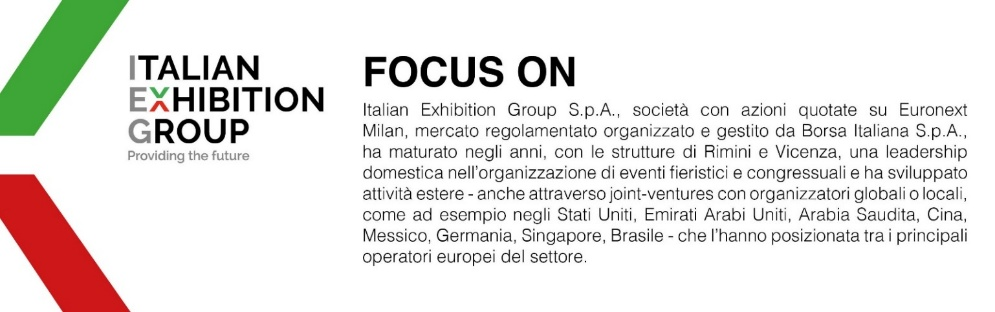 ITALIAN
EXHIBITION
GROUP
Providing the future
FOCUS ON
Italian Exhibition Group S.p.A., società con azioni quotate su Euronext
Milan, mercato regolamentato organizzato e gestito da Borsa Italiana S.p.A.,
ha maturato negli anni, con le strutture di Rimini e Vicenza, una leadership
domestica nell'organizzazione di eventi fieristici e congressuali e ha sviluppato
attività estere - anche attraverso joint-ventures con organizzatori globali o locali,
come ad esempio negli Stati Uniti, Emirati Arabi Uniti, Arabia Saudita, Cina,
Messico, Germania, Singapore, Brasile - che l'hanno posizionata tra i principali
operatori europei del settore.